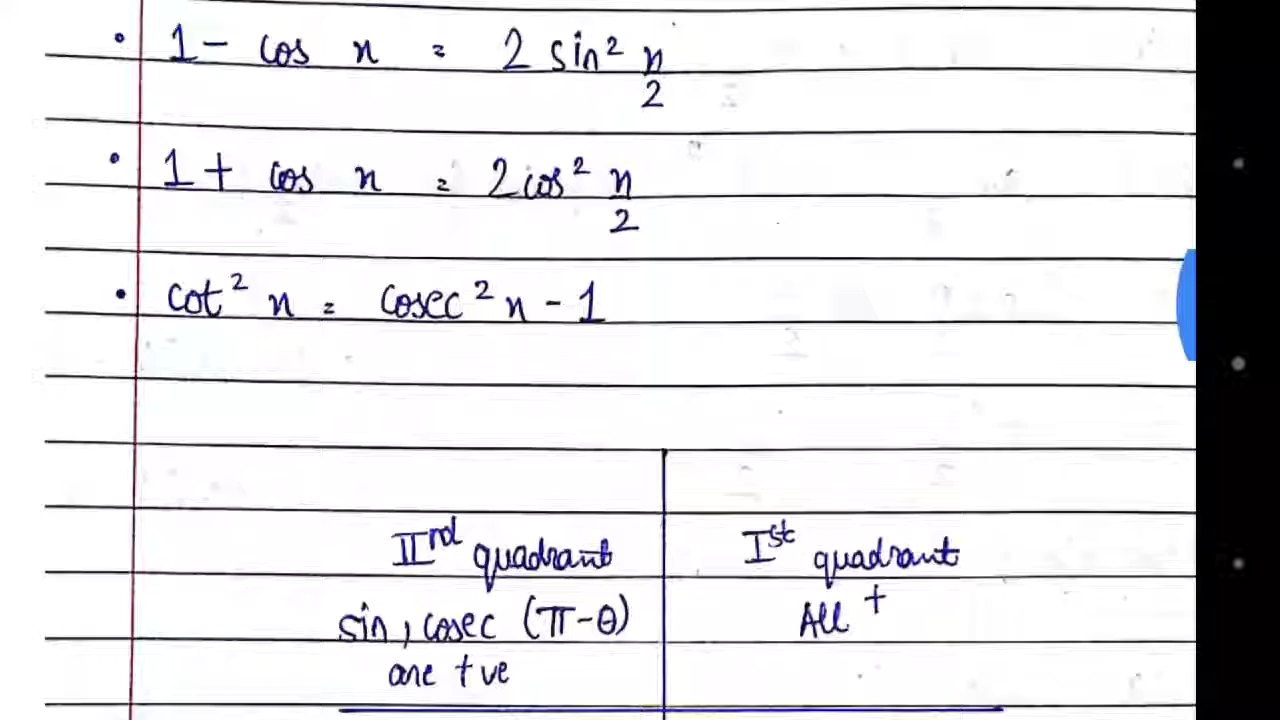 • 1 - cos x = 2 sin² x/2
• 1 + cos x = 2 cos² x/2
• cot² x = cosec² x - 1
IIrd quadrant
sin, cosec (π-θ)
are +ve
Ist quadrant
All +